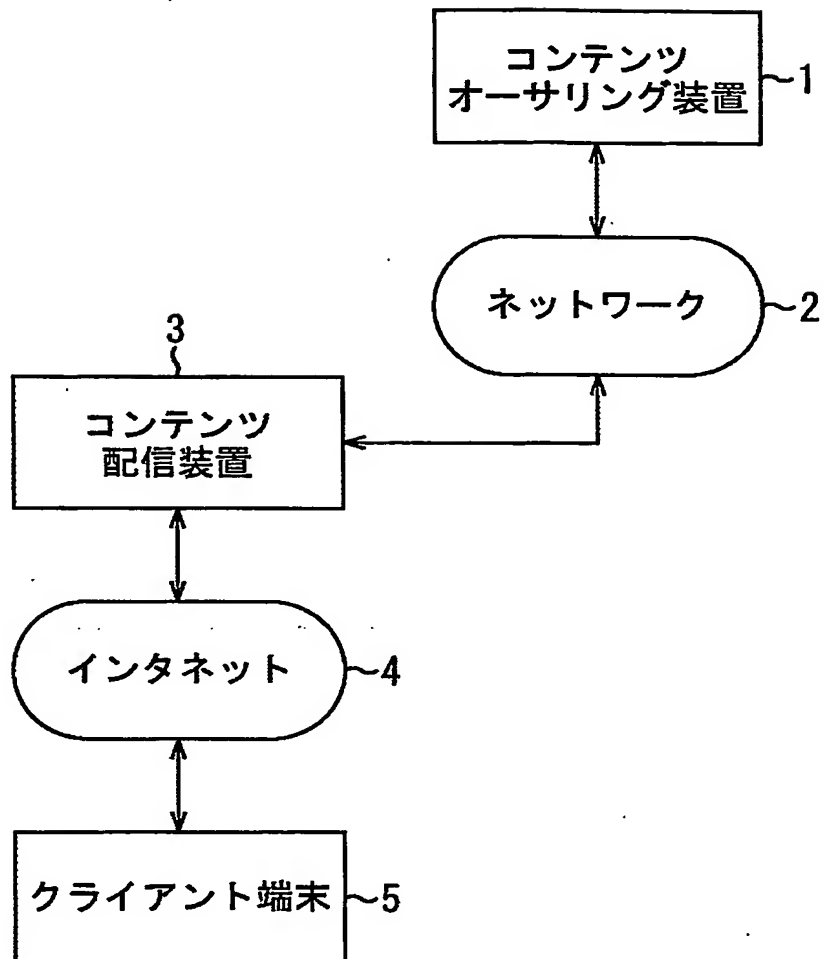 コンテンツ
オーサリング装置
1
ネットワーク
2
3
コンテンツ
配信装置
インタネット
4
クライアント端末
5